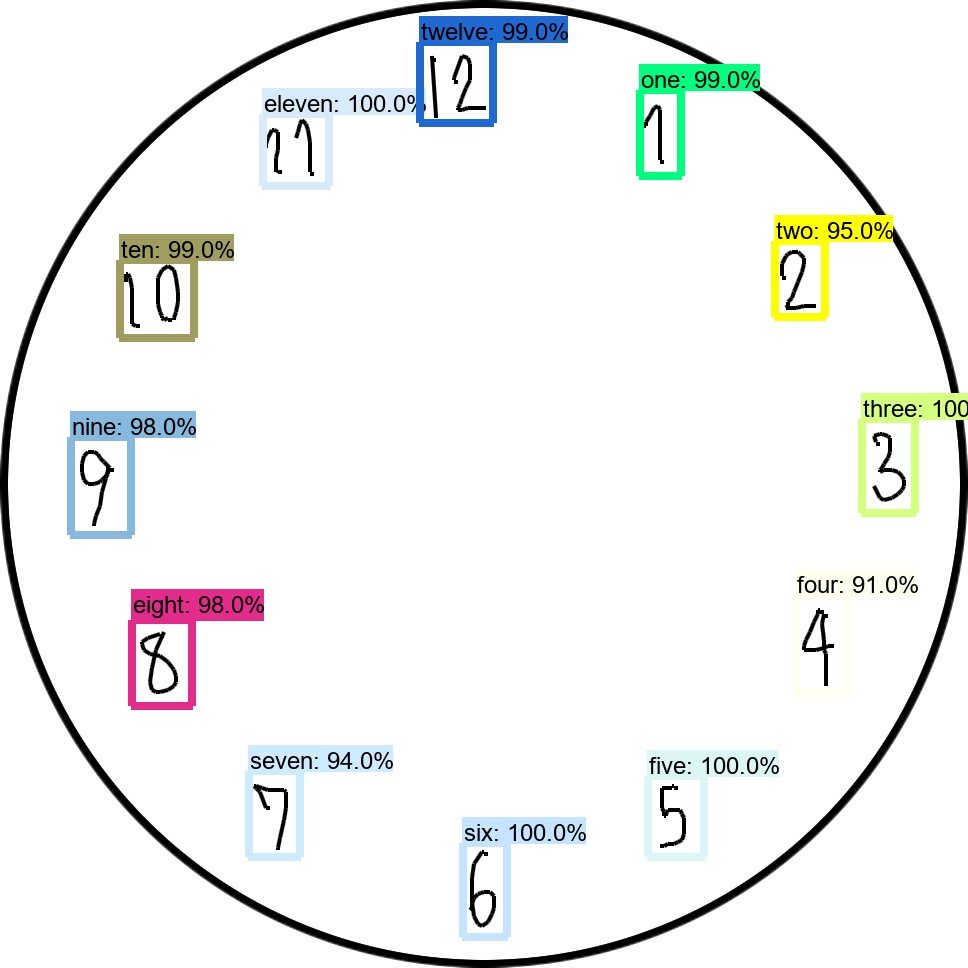 twelve: 99.0%
12
one: 99.0%
1
eleven: 100.0%
11
two: 95.0%
2
ten: 99.0%
10
three: 100
3
nine: 98.0%
9
four: 91.0%
4
eight: 98.0%
8
five: 100.0%
5
seven: 94.0%
7
six: 100.0%
6